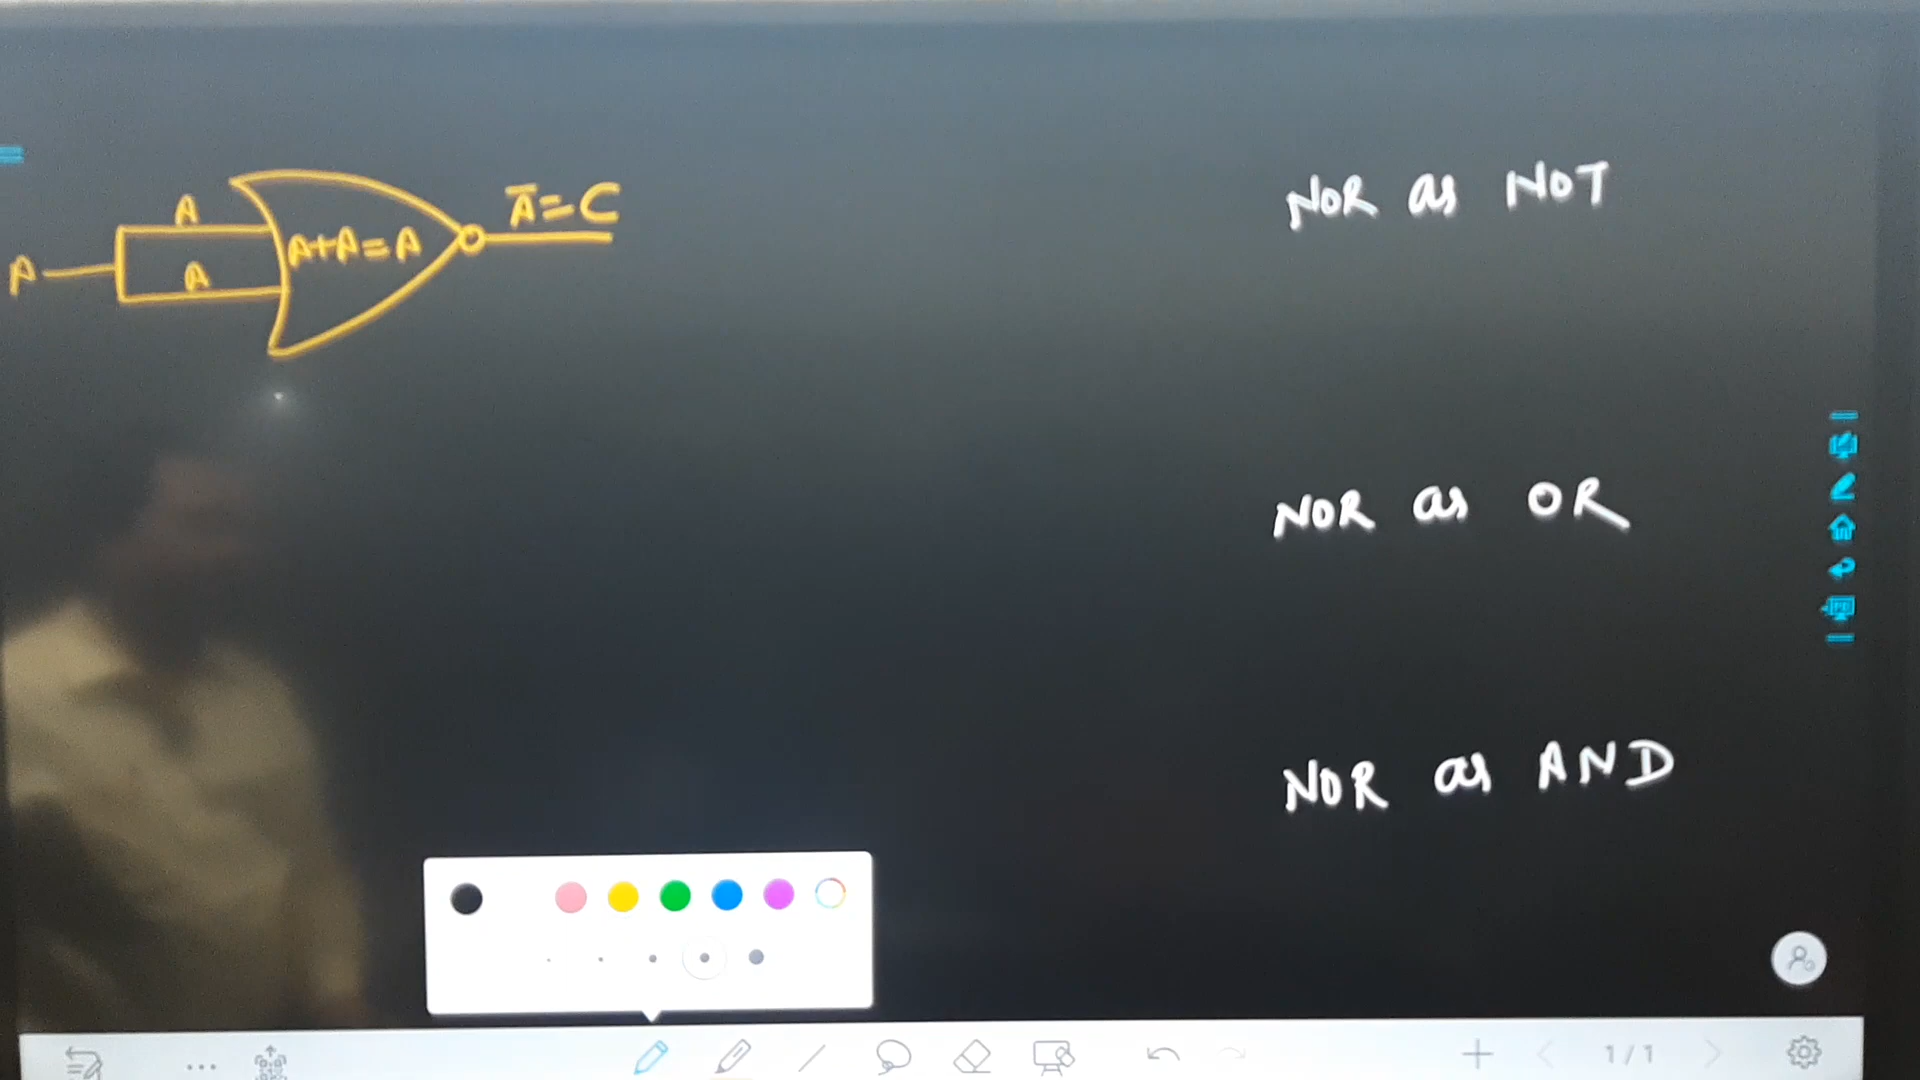 A
A
A
A+A=A
A̅=C
NOR as NOT
NOR as OR
NOR as AND
1/1